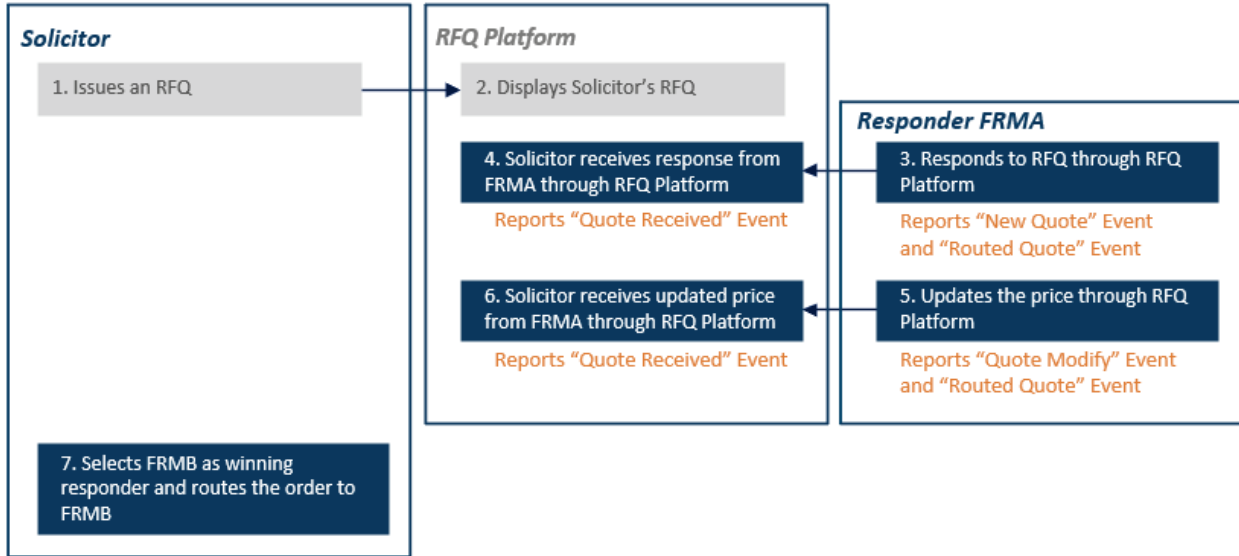 Solicitor
1. Issues an RFQ
RFQ Platform
2. Displays Solicitor's RFQ
Responder FRMA
4. Solicitor receives response from
FRMA through RFQ Platform
Reports “Quote Received” Event
3. Responds to RFQ through RFQ
Platform
Reports “New Quote” Event
and “Routed Quote” Event
6. Solicitor receives updated price
from FRMA through RFQ Platform
Reports “Quote Received” Event
5. Updates the price through RFQ
Platform
Reports “Quote Modify” Event
and “Routed Quote” Event
7. Selects FRMB as winning
responder and routes the order to
FRMB